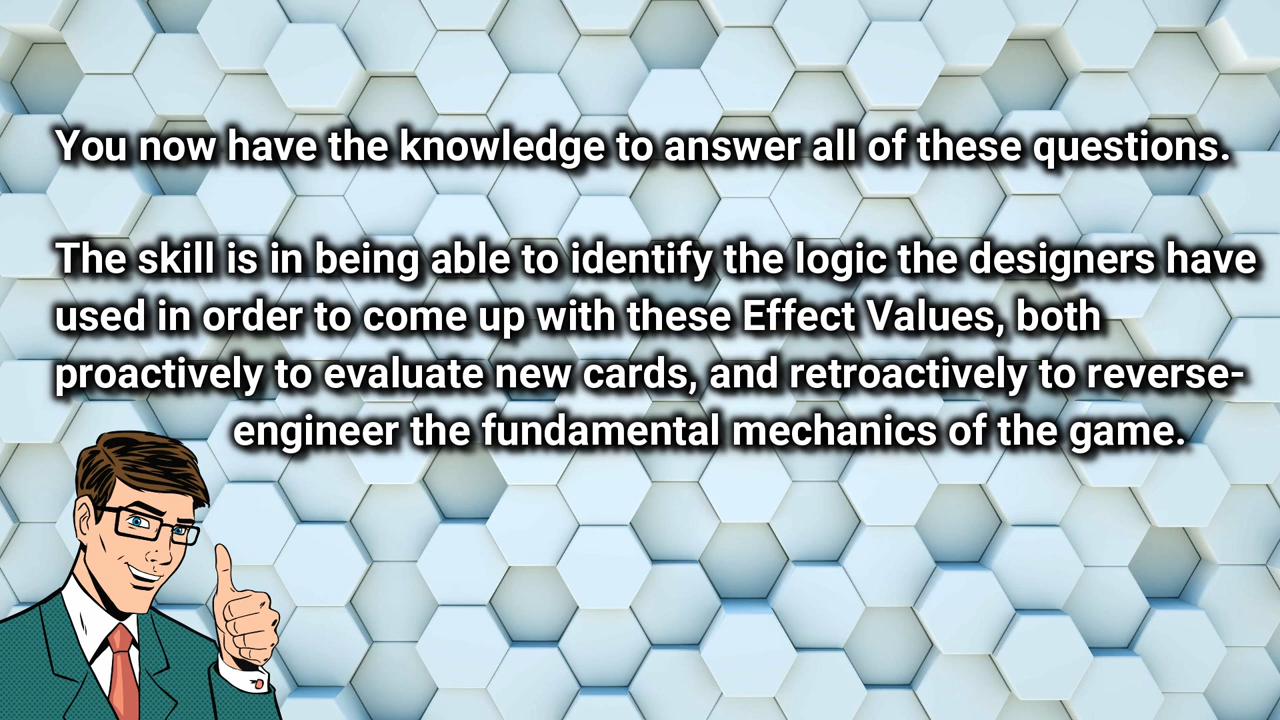 You now have the knowledge to answer all of these questions.
The skill is in being able to identify the logic the designers have
used in order to come up with these Effect Values, both
proactively to evaluate new cards, and retroactively to reverse-
engineer the fundamental mechanics of the game.